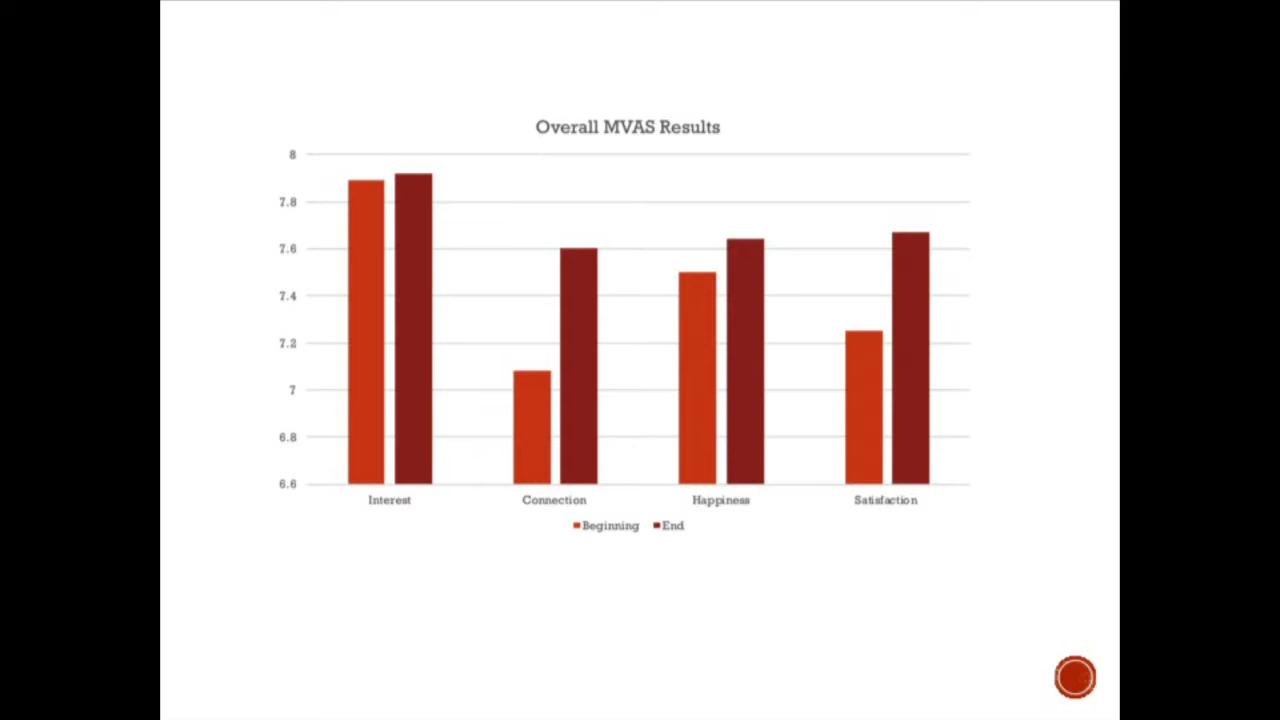 Overall MVAS Results
8
7.8
7.6
7.4
7.2
7
6.8
6.6
Interest Connection Happiness Satisfaction
Beginning End